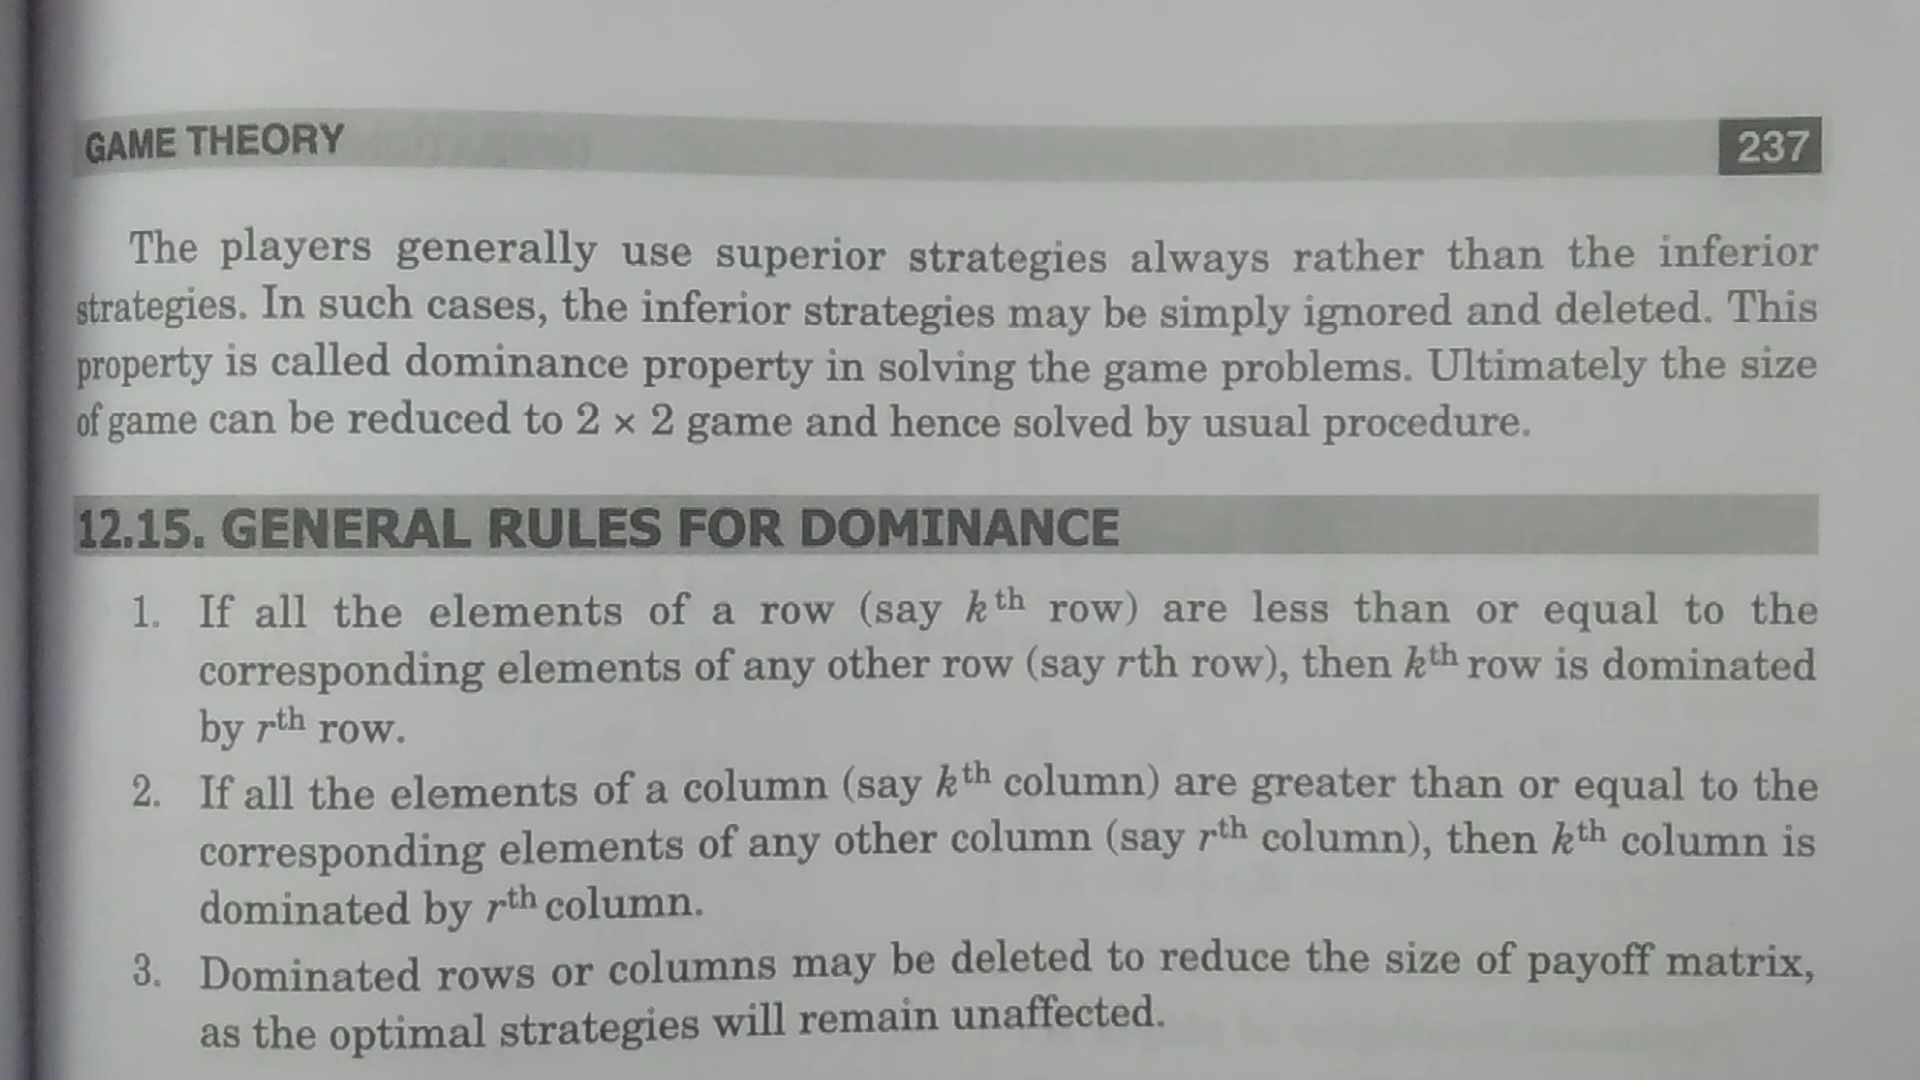 GAME THEORY
237
The players generally use superior strategies always rather than the inferior
strategies. In such cases, the inferior strategies may be simply ignored and deleted. This
property is called dominance property in solving the game problems. Ultimately the size
of game can be reduced to 2 × 2 game and hence solved by usual procedure.
12.15. GENERAL RULES FOR DOMINANCE
1. If all the elements of a row (say kth row) are less than or equal to the
corresponding elements of any other row (say rth row), then kth row is dominated
by rth row.
2. If all the elements of a column (say kth column) are greater than or equal to the
corresponding elements of any other column (say rth column), then kth column is
dominated by rth column.
3. Dominated rows or columns may be deleted to reduce the size of payoff matrix,
as the optimal strategies will remain unaffected.